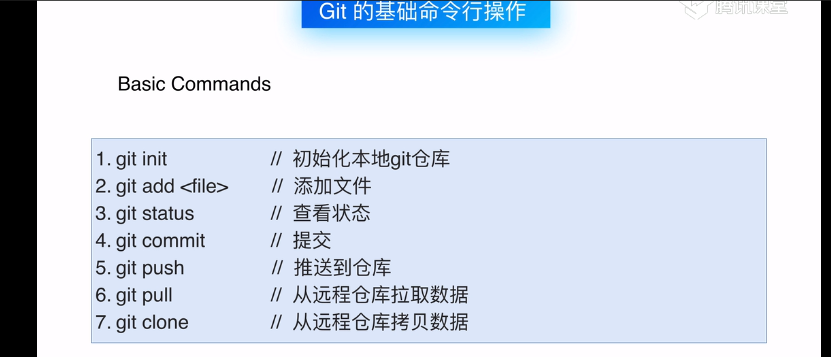 Git 的基础命令行操作
腾讯课堂
Basic Commands
1. git init // 初始化本地git仓库
2. git add <file> // 添加文件
3. git status // 查看状态
4. git commit // 提交
5. git push // 推送到仓库
6. git pull // 从远程仓库拉取数据
7. git clone // 从远程仓库拷贝数据